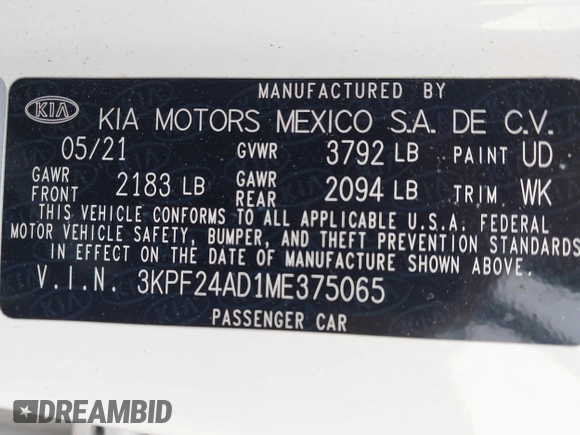 MANUFACTURED BY
KIA KIA MOTORS MEXICO S.A. DE C.V.
05/21 GVWR 3792 LB PAINT UD
GAWR FRONT 2183 LB GAWR REAR 2094 LB TRIM WK
THIS VEHICLE CONFORMS TO ALL APPLICABLE U.S.A. FEDERAL
MOTOR VEHICLE SAFETY, BUMPER, AND THEFT PREVENTION STANDARDS
IN EFFECT ON THE DATE OF MANUFACTURE SHOWN ABOVE.
V.I.N. 3KPF24AD1ME375065
PASSENGER CAR
DREAMBID